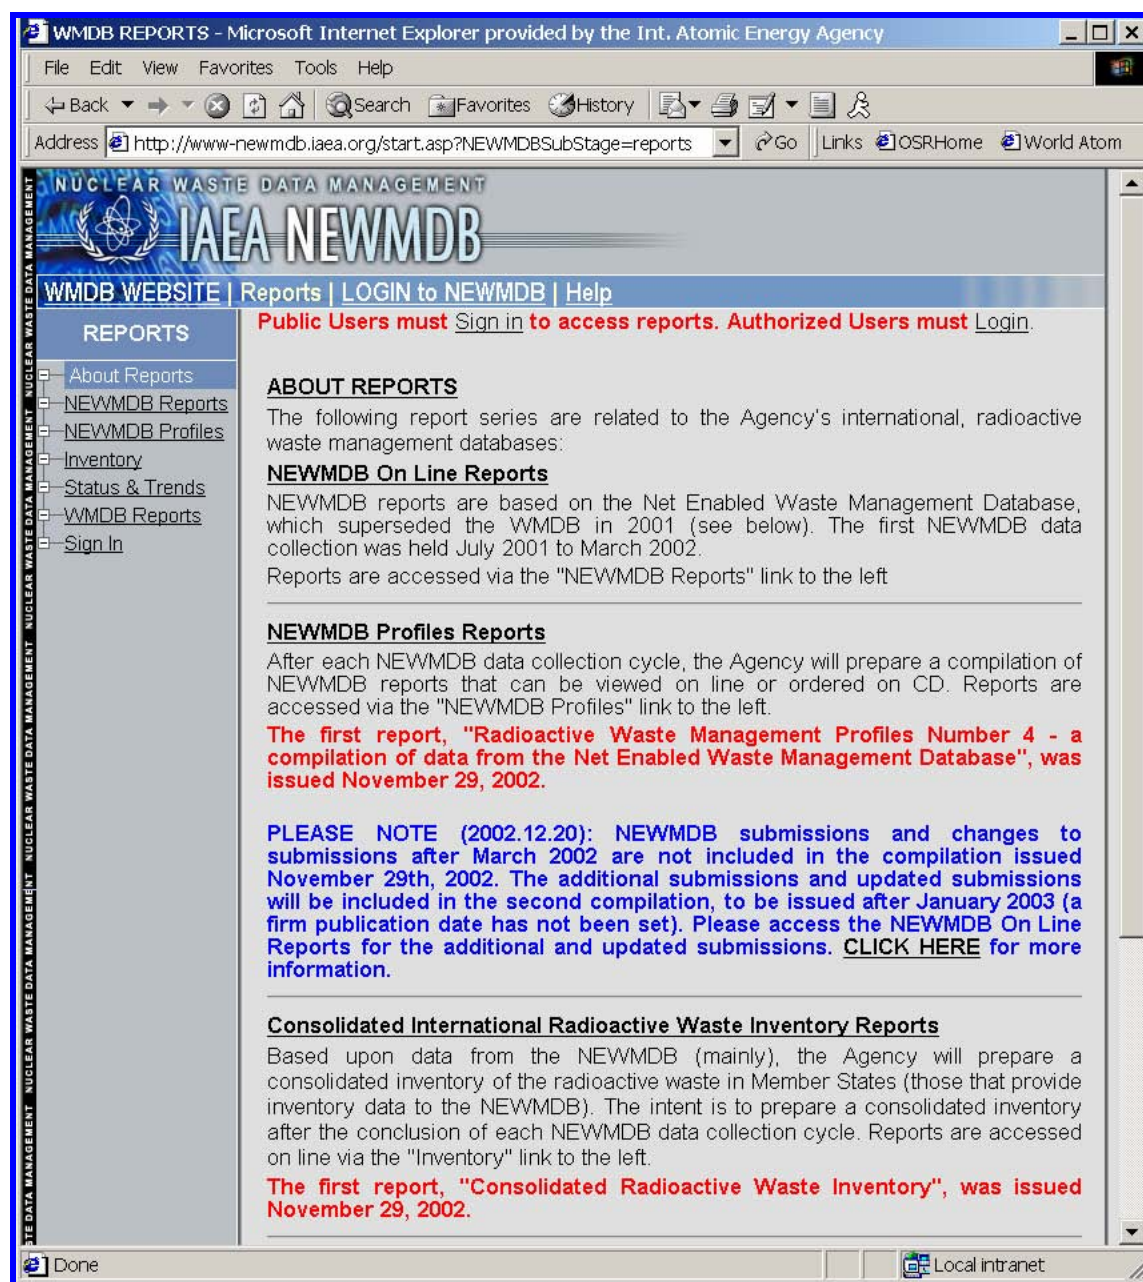 WMDB REPORTS - Microsoft Internet Explorer provided by the Int. Atomic Energy Agency
File Edit View Favorites Tools Help
Back Search Favorites History
Address http://www-newmdb.iaea.org/start.asp?NEWMDBSubStage=reports Go Links OSRHome World Atom
NUCLEAR WASTE DATA MANAGEMENT
IAEA NEWMDB
WMDB WEBSITE | Reports | LOGIN to NEWMDB | Help
REPORTS
About Reports
NEWMDB Reports
NEWMDB Profiles
Inventory
Status & Trends
WMDB Reports
Sign In
NUCLEAR WASTE DATA MANAGEMENT NUCLEAR WASTE DATA MANAGEMENT NUCLEAR WASTE DATA MANAGEMENT NUCLEAR WASTE DATA MANAGEMENT
Public Users must Sign in to access reports. Authorized Users must Login.
ABOUT REPORTS
The following report series are related to the Agency's international, radioactive
waste management databases:
NEWMDB On Line Reports
NEWMDB reports are based on the Net Enabled Waste Management Database,
which superseded the WMDB in 2001 (see below). The first NEWMDB data
collection was held July 2001 to March 2002.
Reports are accessed via the "NEWMDB Reports" link to the left
NEWMDB Profiles Reports
After each NEWMDB data collection cycle, the Agency will prepare a compilation of
NEWMDB reports that can be viewed on line or ordered on CD. Reports are
accessed via the "NEWMDB Profiles" link to the left.
The first report, "Radioactive Waste Management Profiles Number 4 - a
compilation of data from the Net Enabled Waste Management Database", was
issued November 29, 2002.
PLEASE NOTE (2002.12.20): NEWMDB submissions and changes to
submissions after March 2002 are not included in the compilation issued
November 29th, 2002. The additional submissions and updated submissions
will be included in the second compilation, to be issued after January 2003 (a
firm publication date has not been set). Please access the NEWMDB On Line
Reports for the additional and updated submissions. CLICK HERE for more
information.
Consolidated International Radioactive Waste Inventory Reports
Based upon data from the NEWMDB (mainly), the Agency will prepare a
consolidated inventory of the radioactive waste in Member States (those that provide
inventory data to the NEWMDB). The intent is to prepare a consolidated inventory
after the conclusion of each NEWMDB data collection cycle. Reports are accessed
on line via the "Inventory" link to the left.
The first report, "Consolidated Radioactive Waste Inventory", was issued
November 29, 2002.
Done Local intranet